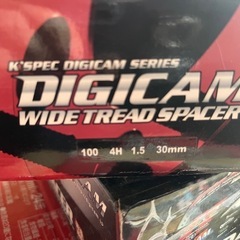 K'SPEC DIGICAM SERIES
DIGICAM
WIDE TREAD SPACER
100 4H 1.5 30mm